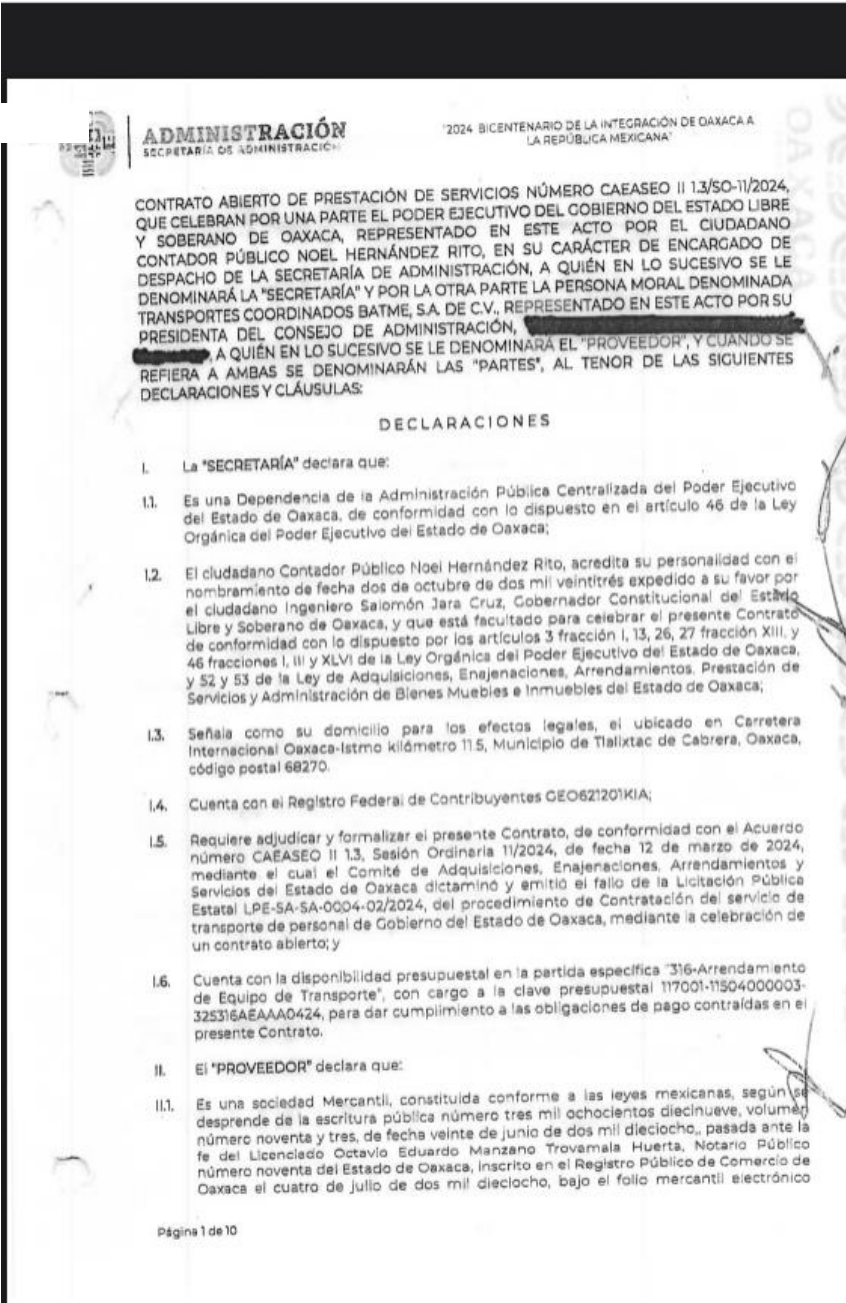 ADMINISTRACIÓN
SECRETARÍA DE ADMINISTRACIÓN
"2024 BICENTENARIO DE LA INTEGRACIÓN DE OAXACA A
LA REPÚBLICA MEXICANA"
OAXACA
CONTRATO ABIERTO DE PRESTACIÓN DE SERVICIOS NÚMERO CAEASEO II 1.3/SO-11/2024,
QUE CELEBRAN POR UNA PARTE EL PODER EJECUTIVO DEL GOBIERNO DEL ESTADO LIBRE
Y SOBERANO DE OAXACA, REPRESENTADO EN ESTE ACTO POR EL CIUDADANO
CONTADOR PÚBLICO NOEL HERNÁNDEZ RITO, EN SU CARÁCTER DE ENCARGADO DE
DESPACHO DE LA SECRETARÍA DE ADMINISTRACIÓN, A QUIÉN EN LO SUCESIVO SE LE
DENOMINARÁ LA "SECRETARÍA" Y POR LA OTRA PARTE LA PERSONA MORAL DENOMINADA
TRANSPORTES COORDINADOS BATME, S.A. DE C.V., REPRESENTADO EN ESTE ACTO POR SU
PRESIDENTA DEL CONSEJO DE ADMINISTRACIÓN,
, A QUIÉN EN LO SUCESIVO SE LE DENOMINARÁ EL "PROVEEDOR", Y CUANDO SE
REFIERA A AMBAS SE DENOMINARÁN LAS "PARTES", AL TENOR DE LAS SIGUIENTES
DECLARACIONES Y CLÁUSULAS:
DECLARACIONES
I. La "SECRETARÍA" declara que:
I.1. Es una Dependencia de la Administración Pública Centralizada del Poder Ejecutivo
del Estado de Oaxaca, de conformidad con lo dispuesto en el artículo 46 de la Ley
Orgánica del Poder Ejecutivo del Estado de Oaxaca;
I.2. El ciudadano Contador Público Noel Hernández Rito, acredita su personalidad con el
nombramiento de fecha dos de octubre de dos mil veintitrés expedido a su favor por
el ciudadano Ingeniero Salomón Jara Cruz, Gobernador Constitucional del Estado
Libre y Soberano de Oaxaca, y que está facultado para celebrar el presente Contrato
de conformidad con lo dispuesto por los artículos 3 fracción I, 13, 26, 27 fracción XIII, y
46 fracciones I, III y XLVI de la Ley Orgánica del Poder Ejecutivo del Estado de Oaxaca,
y 52 y 53 de la Ley de Adquisiciones, Enajenaciones, Arrendamientos, Prestación de
Servicios y Administración de Bienes Muebles e Inmuebles del Estado de Oaxaca;
I.3. Señala como su domicilio para los efectos legales, el ubicado en Carretera
Internacional Oaxaca-Istmo kilómetro 11.5, Municipio de Tlalixtac de Cabrera, Oaxaca,
código postal 68270.
I.4. Cuenta con el Registro Federal de Contribuyentes GEO621201KIA;
I.5. Requiere adjudicar y formalizar el presente Contrato, de conformidad con el Acuerdo
número CAEASEO II 1.3, Sesión Ordinaria 11/2024, de fecha 12 de marzo de 2024,
mediante el cual el Comité de Adquisiciones, Enajenaciones, Arrendamientos y
Servicios del Estado de Oaxaca dictaminó y emitió el fallo de la Licitación Pública
Estatal LPE-SA-SA-0004-02/2024, del procedimiento de Contratación del servicio de
transporte de personal de Gobierno del Estado de Oaxaca, mediante la celebración de
un contrato abierto; y
I.6. Cuenta con la disponibilidad presupuestal en la partida específica "316-Arrendamiento
de Equipo de Transporte", con cargo a la clave presupuestal 117001-11504000003-
325316AEAAA0424, para dar cumplimiento a las obligaciones de pago contraídas en el
presente Contrato.
II. El "PROVEEDOR" declara que:
II.1. Es una sociedad Mercantil, constituida conforme a las leyes mexicanas, según se
desprende de la escritura pública número tres mil ochocientos diecinueve, volumen
número noventa y tres, de fecha veinte de junio de dos mil dieciocho,, pasada ante la
fe del Licenciado Octavio Eduardo Manzano Trovamala Huerta, Notario Público
número noventa del Estado de Oaxaca, inscrito en el Registro Público de Comercio de
Oaxaca el cuatro de julio de dos mil dieciocho, bajo el folio mercantil electrónico
Página 1 de 10